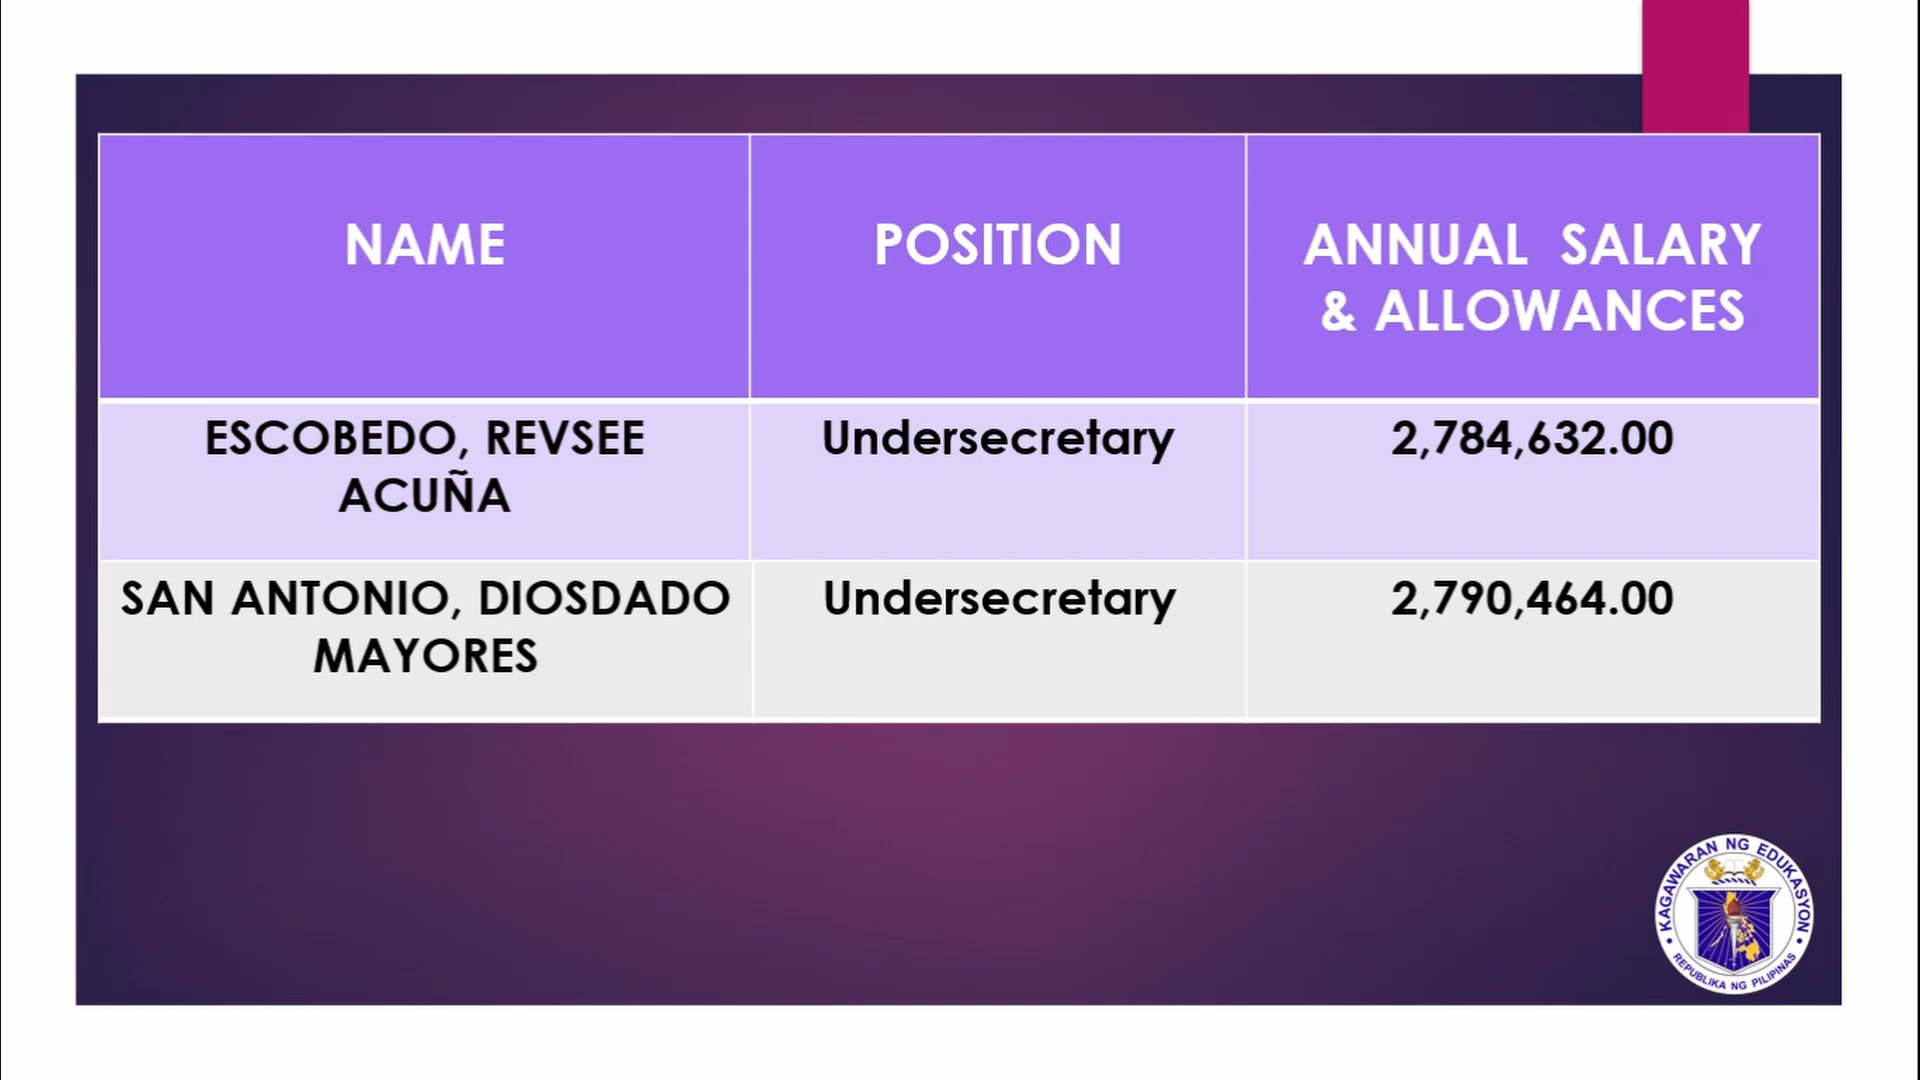 NAME
POSITION
ANNUAL SALARY
& ALLOWANCES
ESCOBEDO, REVSEE
ACUÑA
Undersecretary
2,784,632.00
SAN ANTONIO, DIOSDADO
MAYORES
Undersecretary
2,790,464.00
KAGAWARAN NG EDUKASYON
REPUBLIKA NG PILIPINAS